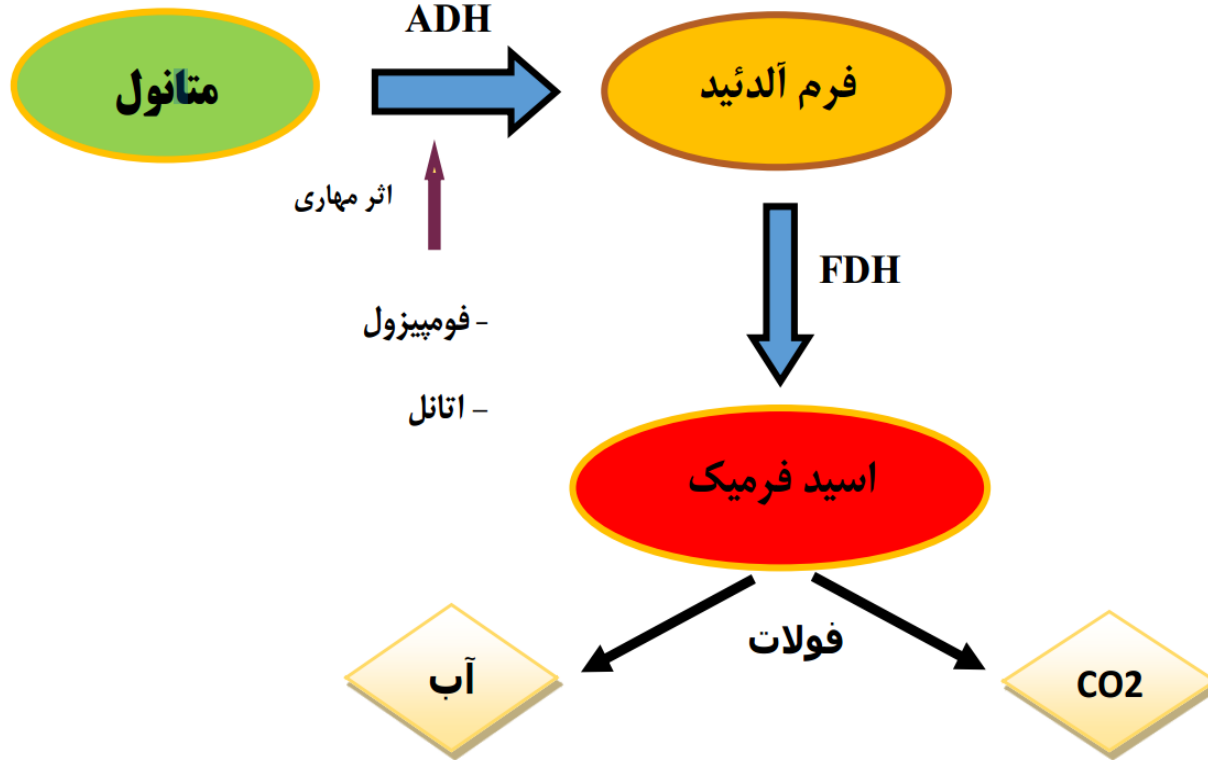 ADH
متانول
فرم آلدئید
اثر مهاری
FDH
- فومپیزول
- اتانل
اسید فرمیک
فولات
آب
CO2